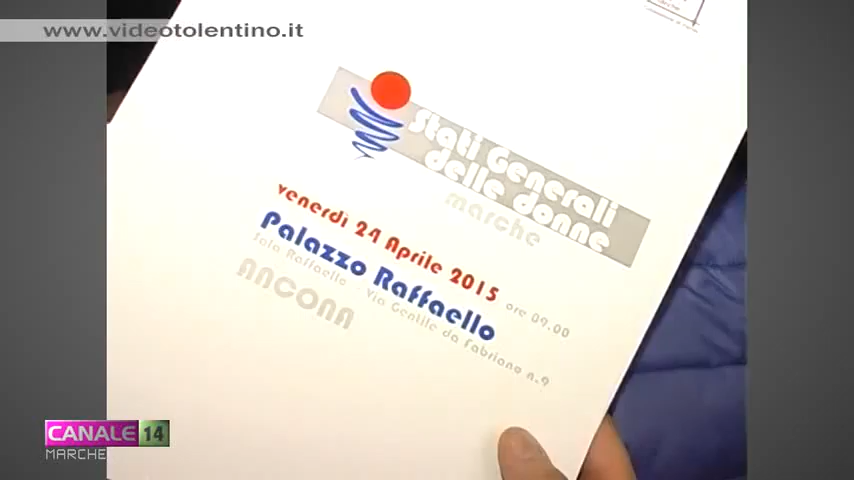 www.videotolentino.it
Stati Generali
delle donne
marche
venerdì 24 Aprile 2015 ore 09.00
Palazzo Raffaello
Sala Raffaello - Via Gentile da Fabriano n.9
ANCONA
CANALE 14
MARCHE